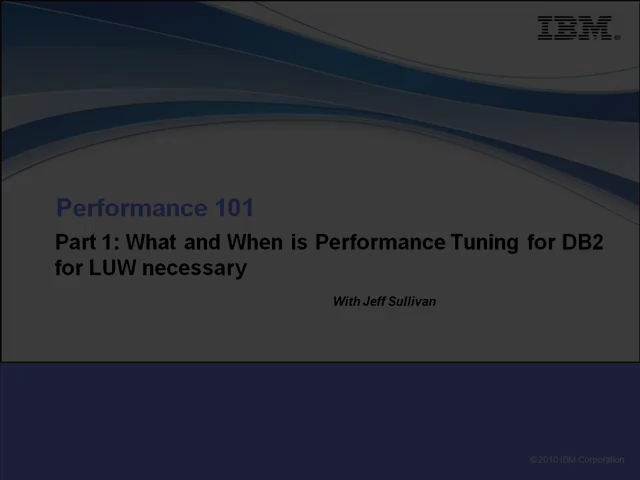 IBM®
Performance 101
Part 1: What and When is Performance Tuning for DB2
for LUW necessary
With Jeff Sullivan
© 2010 IBM Corporation